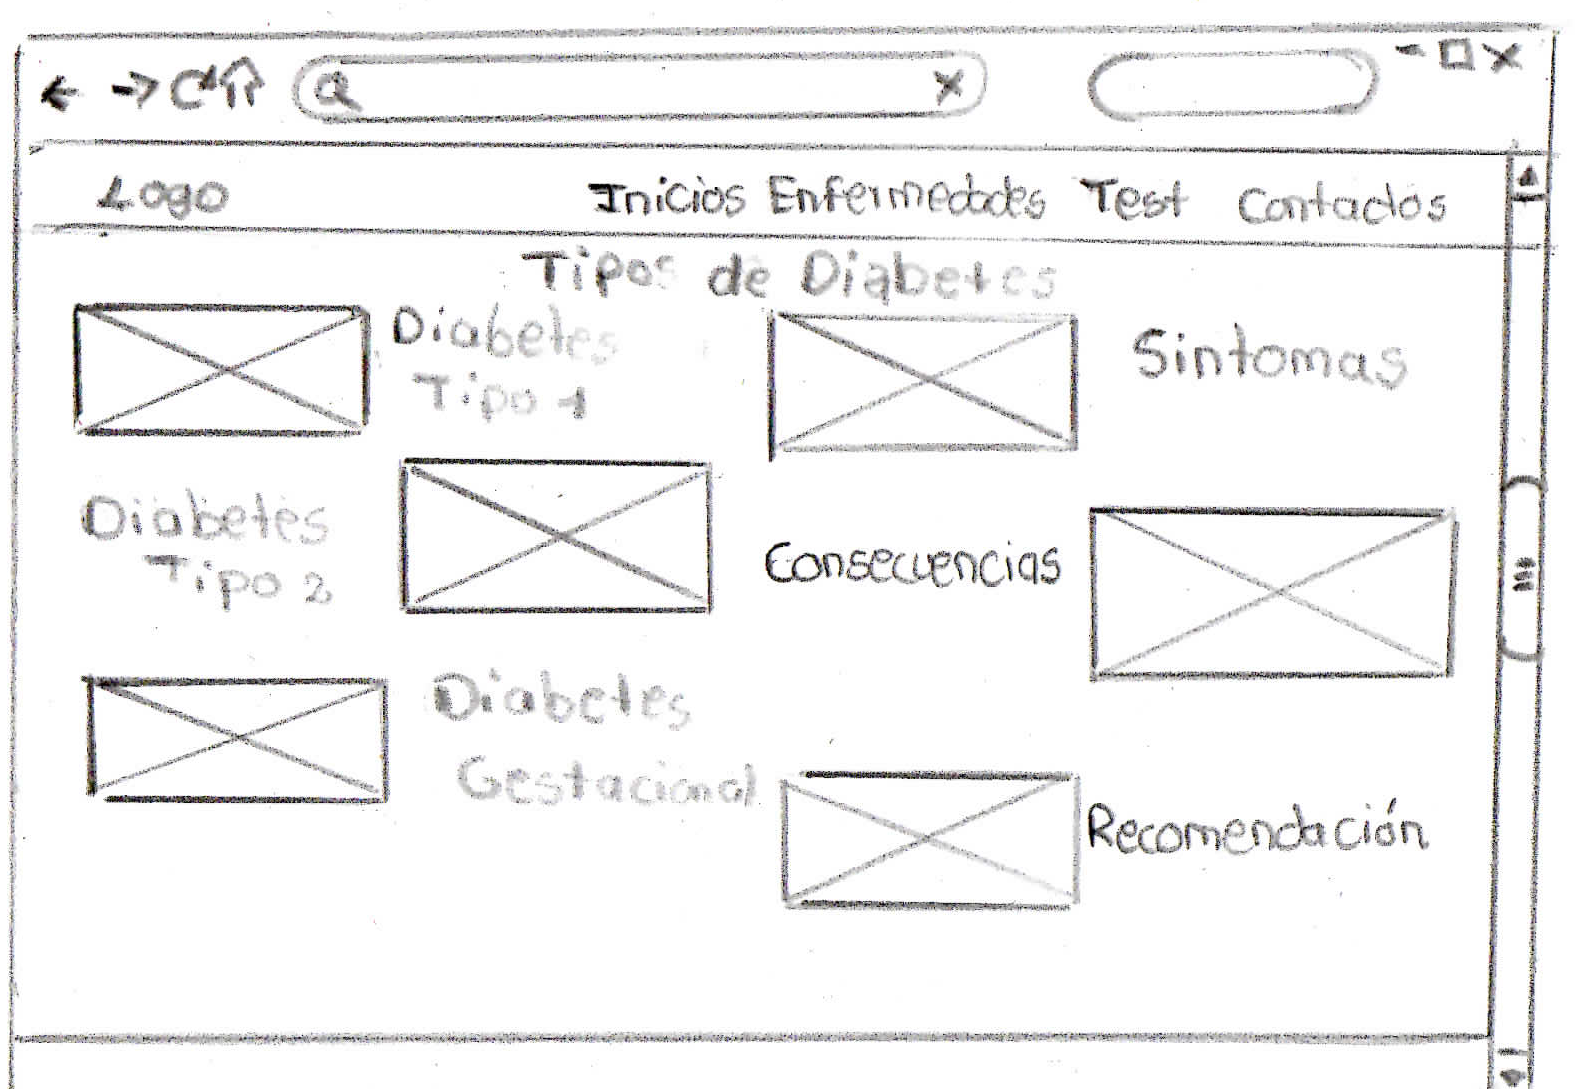 Logo
Inicios Enfermedades Test Contactos
Tipos de Diabetes
Diabetes
Tipo 1
Sintomas
Diabetes
Tipo 2
Consecuencias
Diabetes
Gestacional
Recomendación